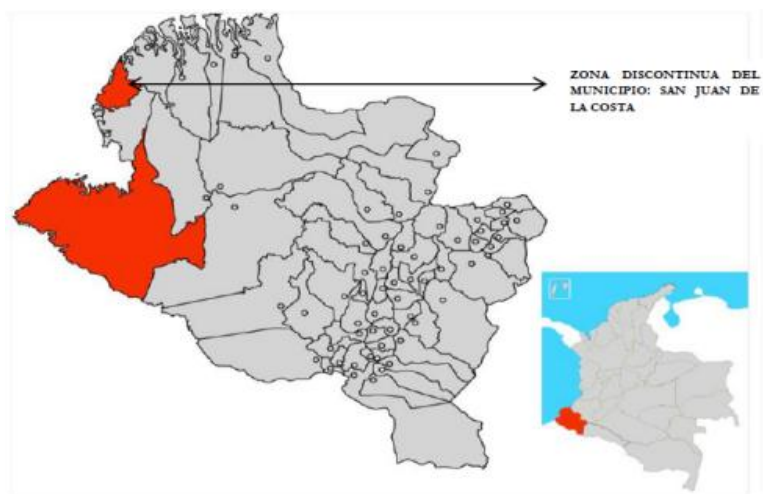 ZONA DISCONTINUA DEL
MUNICIPIO: SAN JUAN DE
LA COSTA